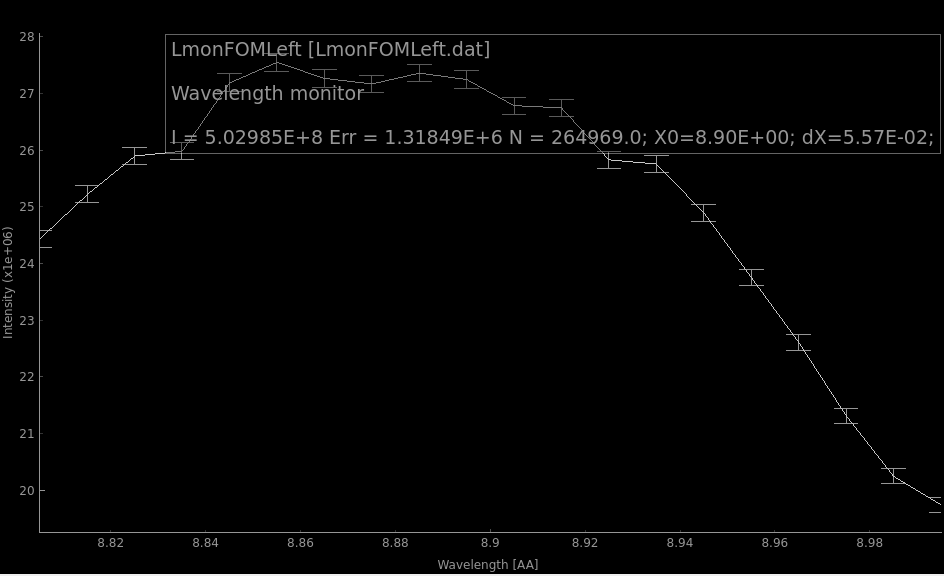 LmonFOMLeft [LmonFOMLeft.dat]
Wavelength monitor
I = 5.02985E+8 Err = 1.31849E+6 N = 264969.0; X0=8.90E+00; dX=5.57E-02;
28
27
26
25
24
23
22
21
20
Intensity (x1e+06)
8.82 8.84 8.86 8.88 8.9 8.92 8.94 8.96 8.98
Wavelength [AA]